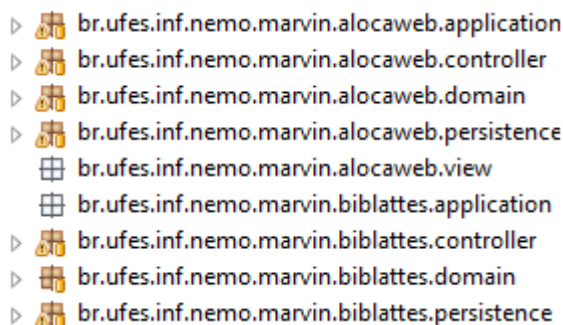 br.ufes.inf.nemo.marvin.alocaweb.application
br.ufes.inf.nemo.marvin.alocaweb.controller
br.ufes.inf.nemo.marvin.alocaweb.domain
br.ufes.inf.nemo.marvin.alocaweb.persistence
br.ufes.inf.nemo.marvin.alocaweb.view
br.ufes.inf.nemo.marvin.biblattes.application
br.ufes.inf.nemo.marvin.biblattes.controller
br.ufes.inf.nemo.marvin.biblattes.domain
br.ufes.inf.nemo.marvin.biblattes.persistence